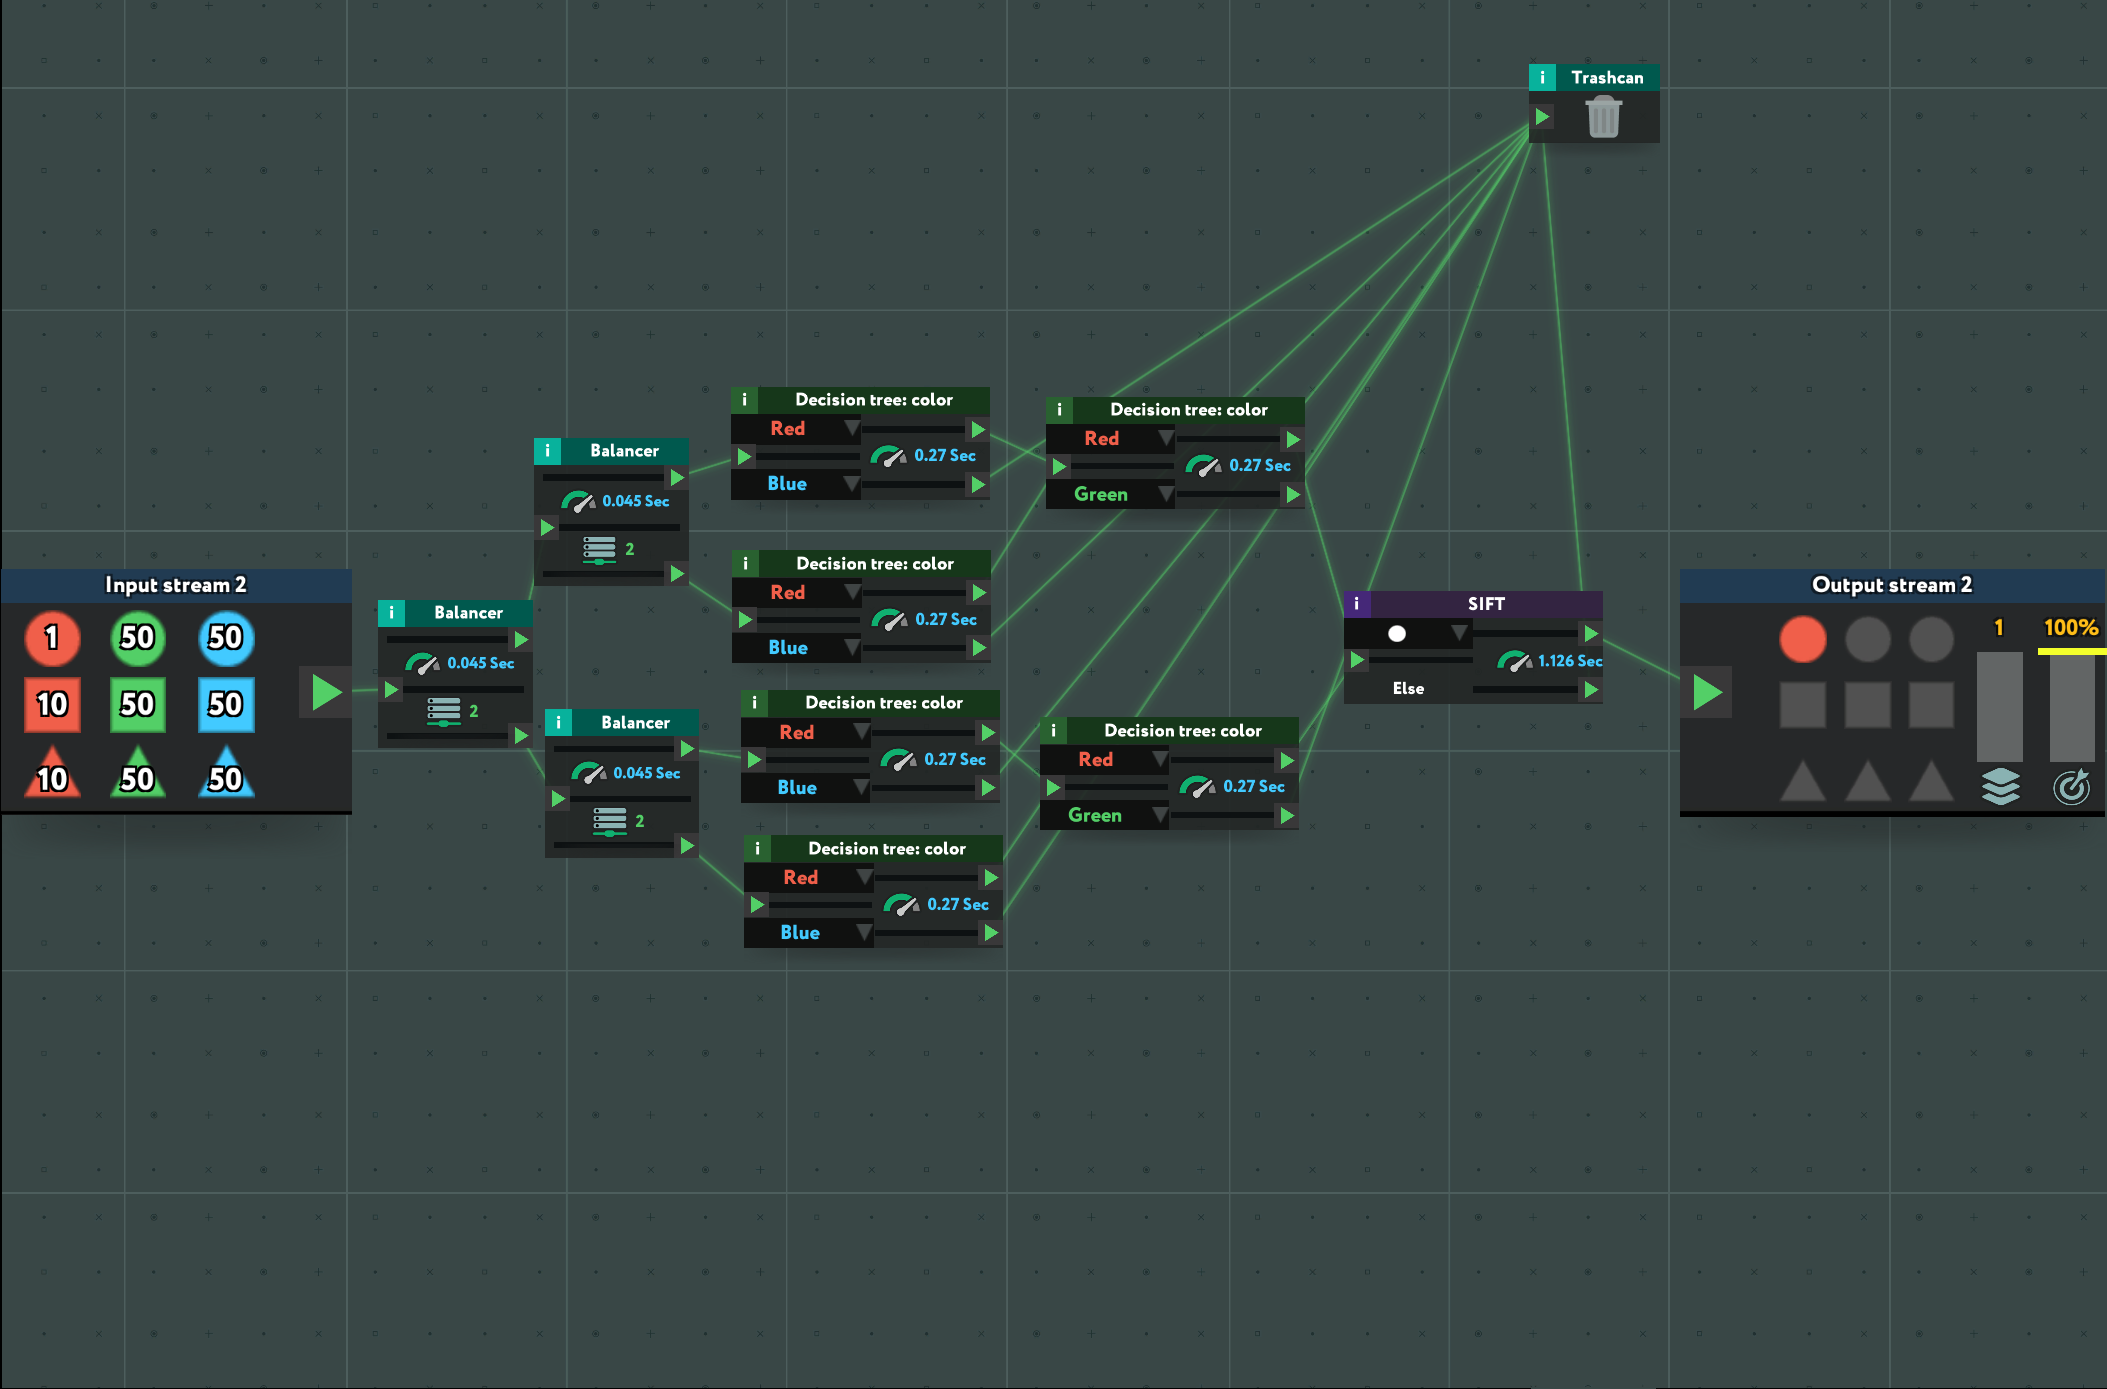 i Trashcan
i Decision tree: color
Red
0.27 Sec
Blue
i Decision tree: color
Red
0.27 Sec
Green
i Balancer
0.045 Sec
2
i Decision tree: color
Red
0.27 Sec
Blue
Input stream 2
1 50 50
10 50 50
10 50 50
i Balancer
0.045 Sec
2
i Balancer
0.045 Sec
2
i Decision tree: color
Red
0.27 Sec
Blue
i Decision tree: color
Red
0.27 Sec
Green
i Decision tree: color
Red
0.27 Sec
Blue
i SIFT
1.126 Sec
Else
Output stream 2
1 100%